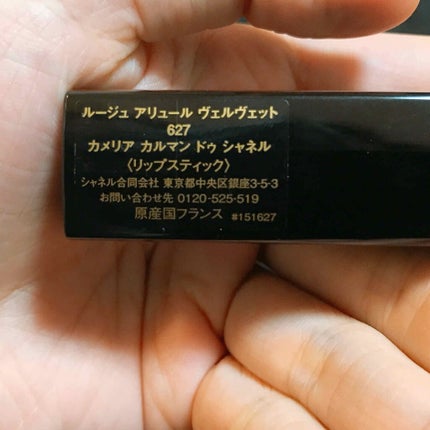 ルージュ アリュール ヴェルヴェット
627
カメリア カルマン ドゥ シャネル
〈リップスティック〉
シャネル合同会社 東京都中央区銀座3-5-3
お問い合わせ先 0120-525-519
原産国フランス #151627